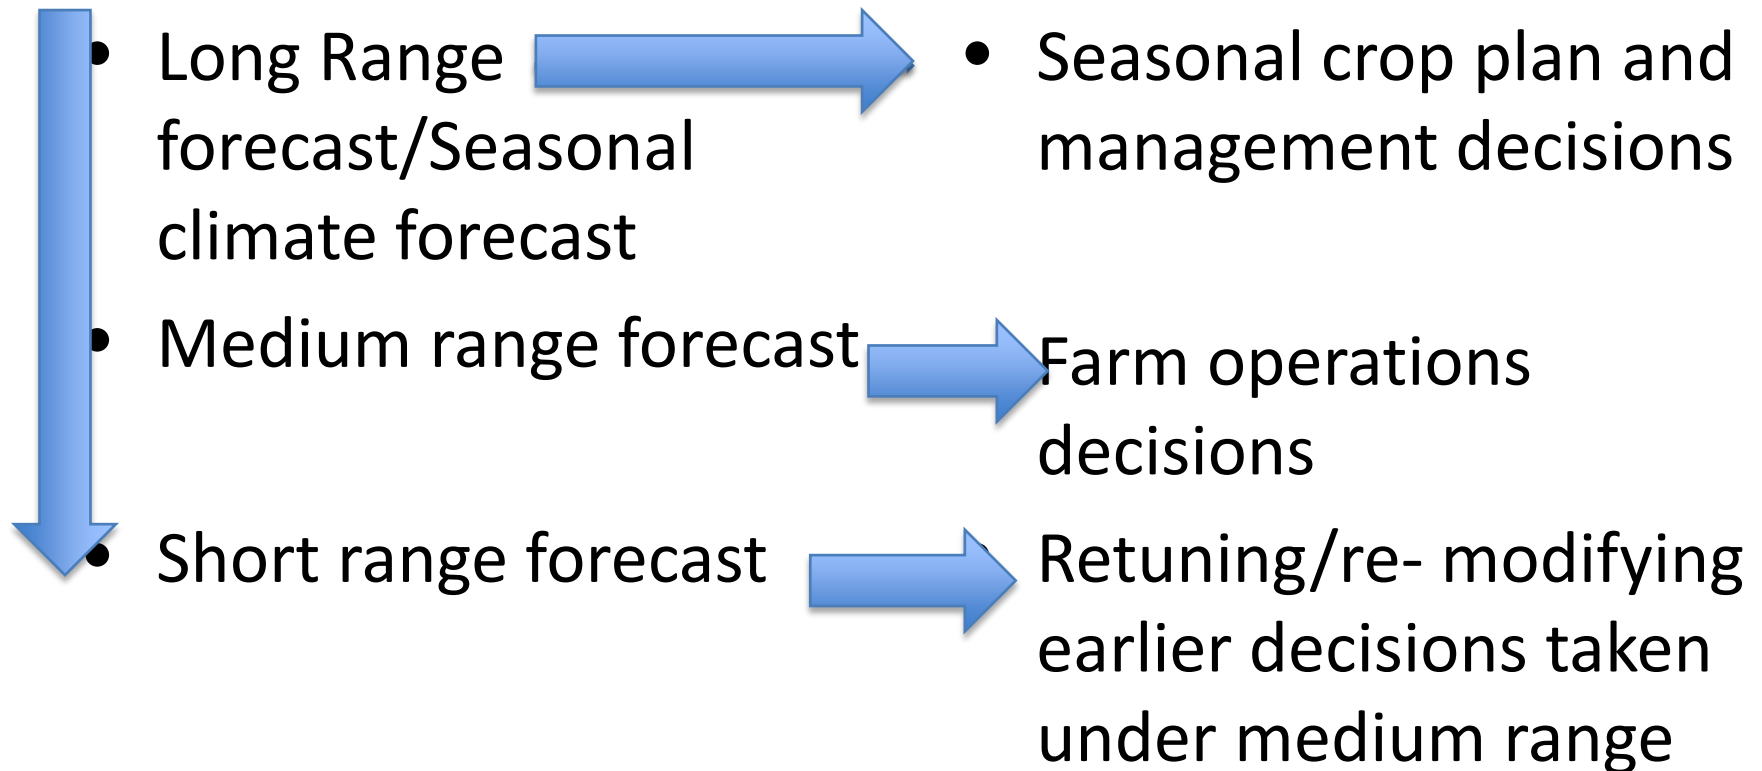 • Long Range
forecast/Seasonal
climate forecast
• Medium range forecast
• Short range forecast
• Seasonal crop plan and
management decisions
Farm operations
decisions
• Retuning/re- modifying
earlier decisions taken
under medium range